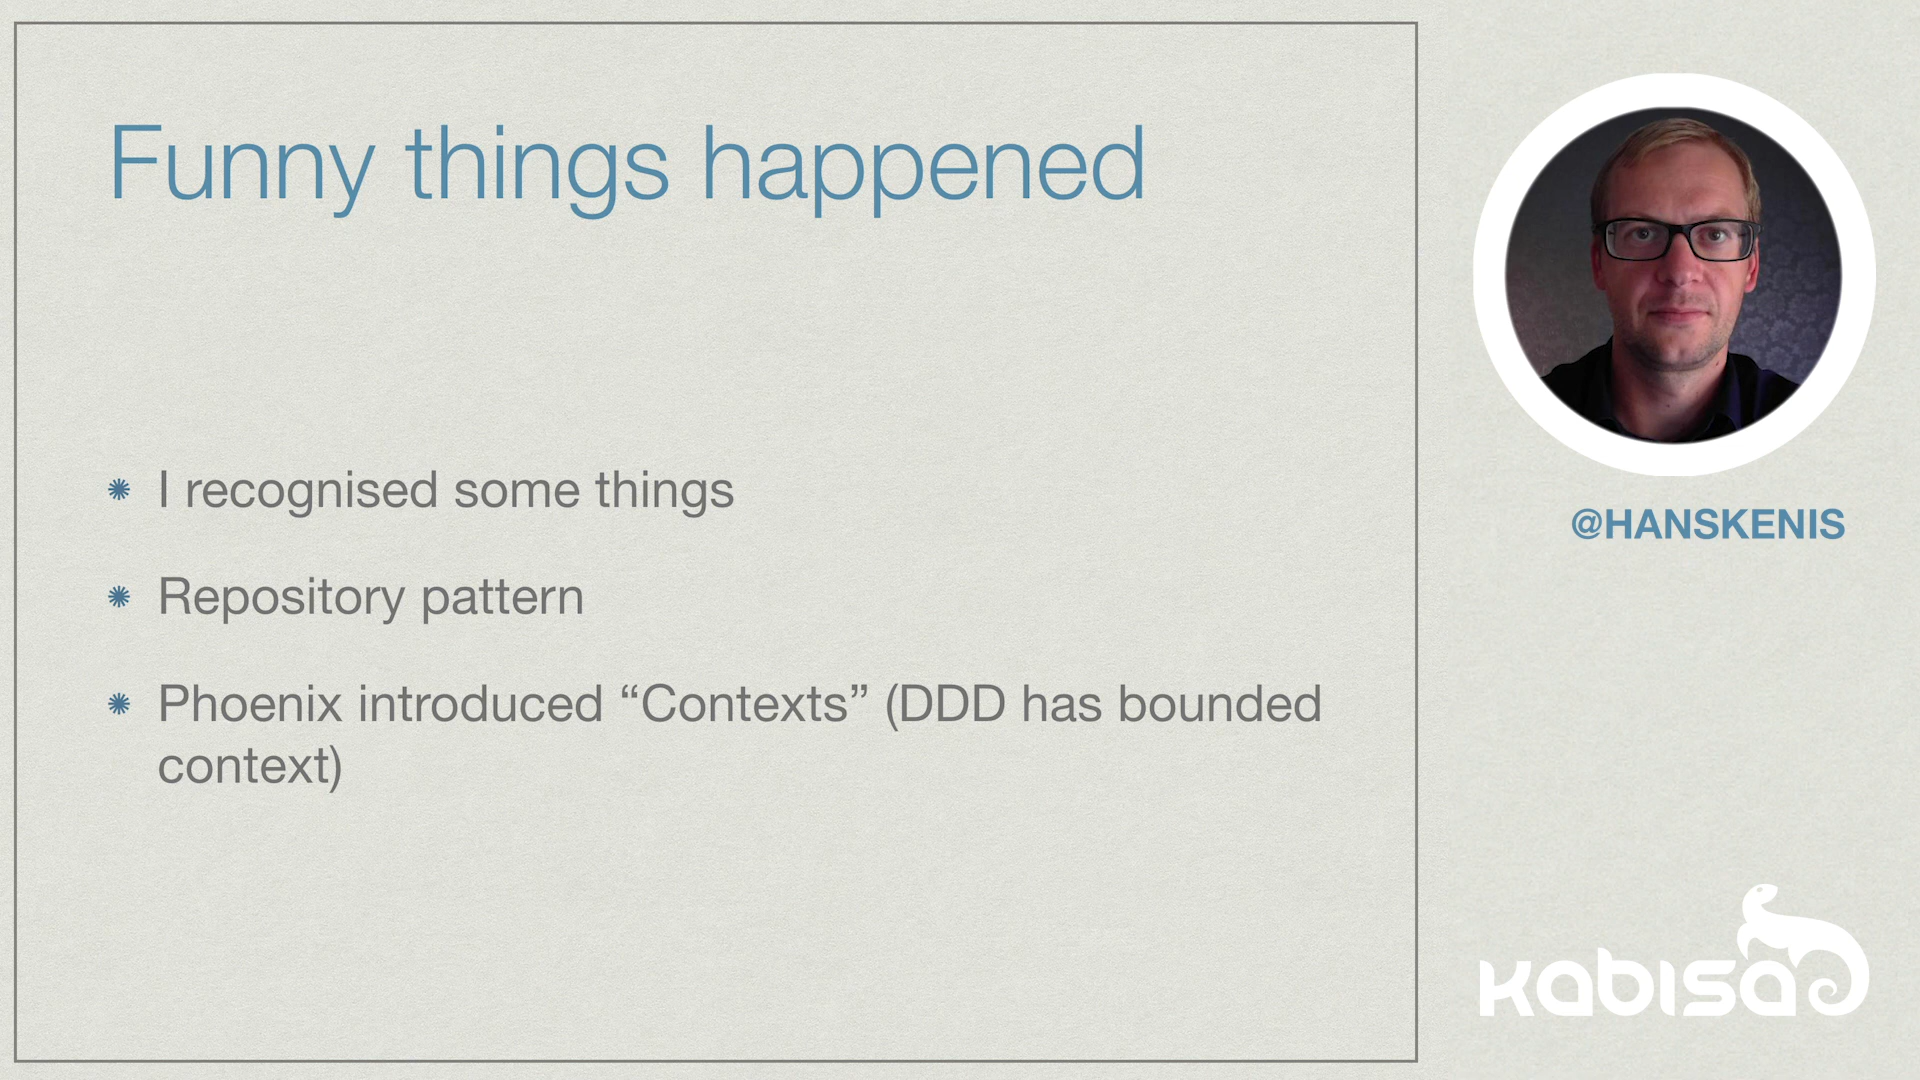 Funny things happened
I recognised some things
Repository pattern
Phoenix introduced “Contexts” (DDD has bounded
context)
@HANSKENIS
kabisa